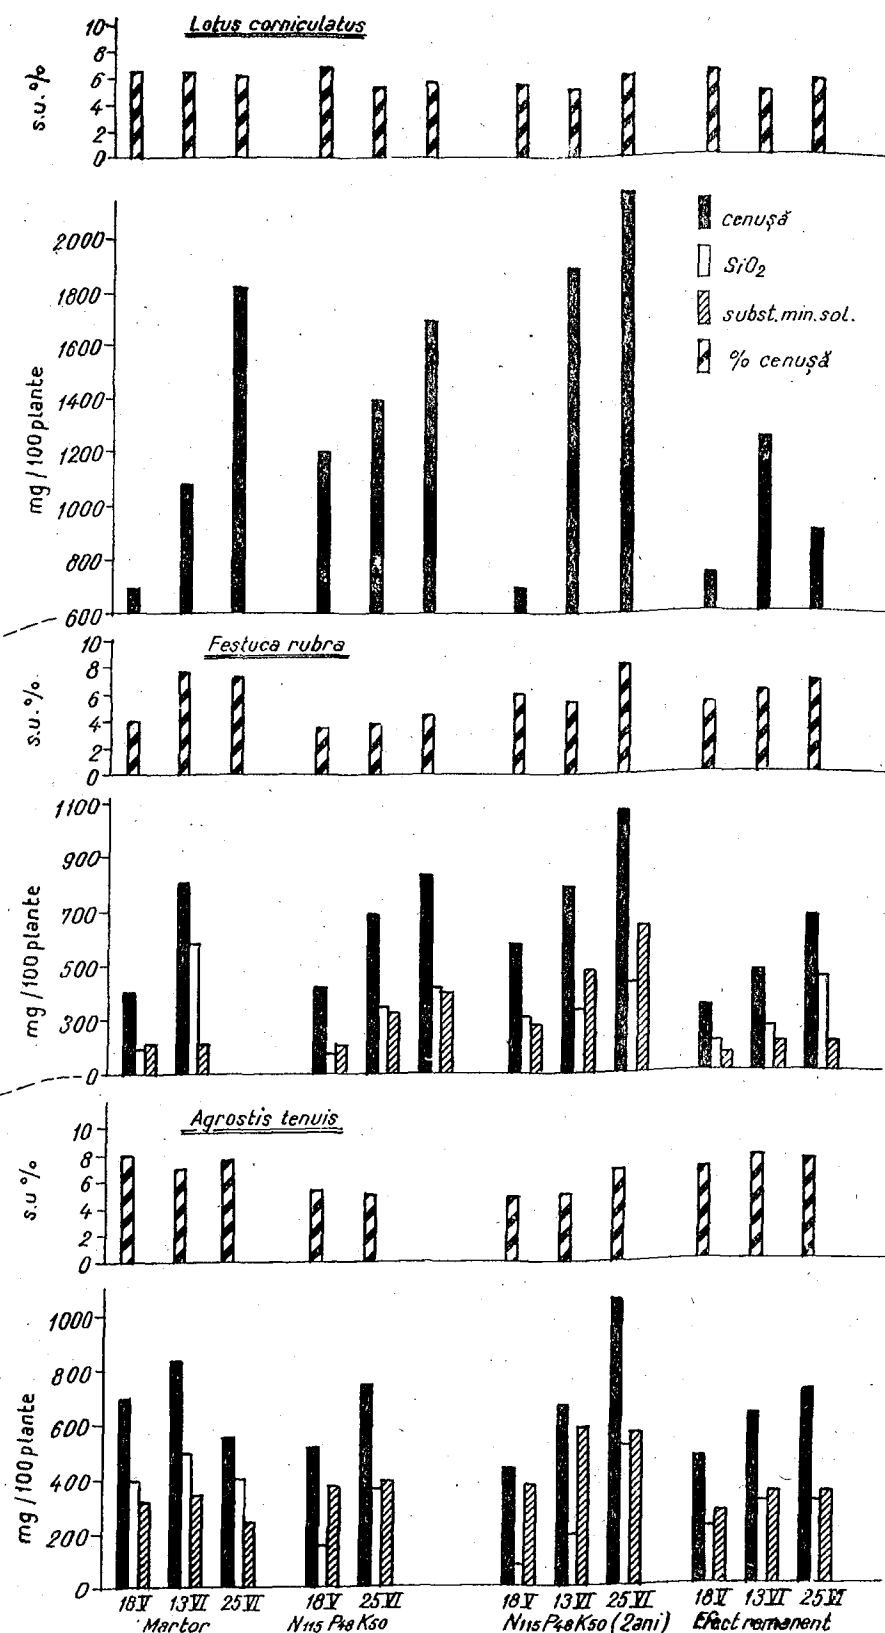 Lotus corniculatus
s.u.%
10
8
6
4
2
0
mg/100 plante
2000
1800
1600
1400
1200
1000
800
600
cenușă
SiO2
subst.min.sol.
% cenușă
Festuca rubra
s.u.%.
10
8
6
4
2
0
mg/100 plante
1100
900
700
500
300
0
Agrostis tenuis
s.u%
10
8
6
4
2
0
mg/100 plante
1000
800
600
400
200
0
18V 13VI 25VI 18V 25VI 18V 13VI 25VI 18V 13VI 25VI
Martor N115 P48 K50 N115P48K50 (2ani) Efect remanent